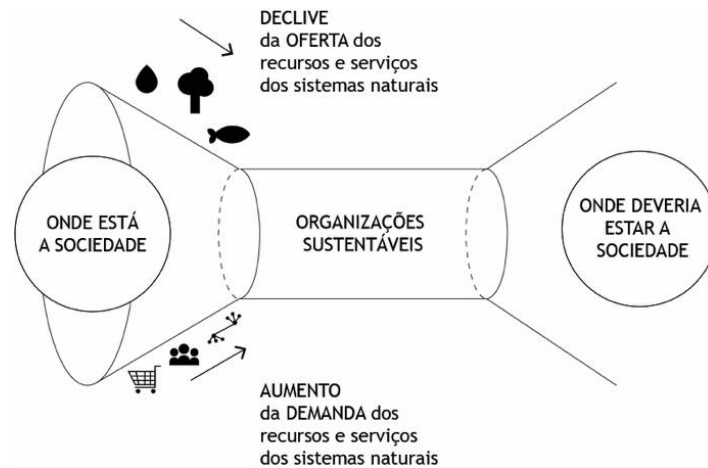 DECLIVE
da OFERTA dos
recursos e serviços
dos sistemas naturais
ONDE ESTÁ
A SOCIEDADE
ORGANIZAÇÕES
SUSTENTÁVEIS
ONDE DEVERIA
ESTAR A
SOCIEDADE
AUMENTO
da DEMANDA dos
recursos e serviços
dos sistemas naturais